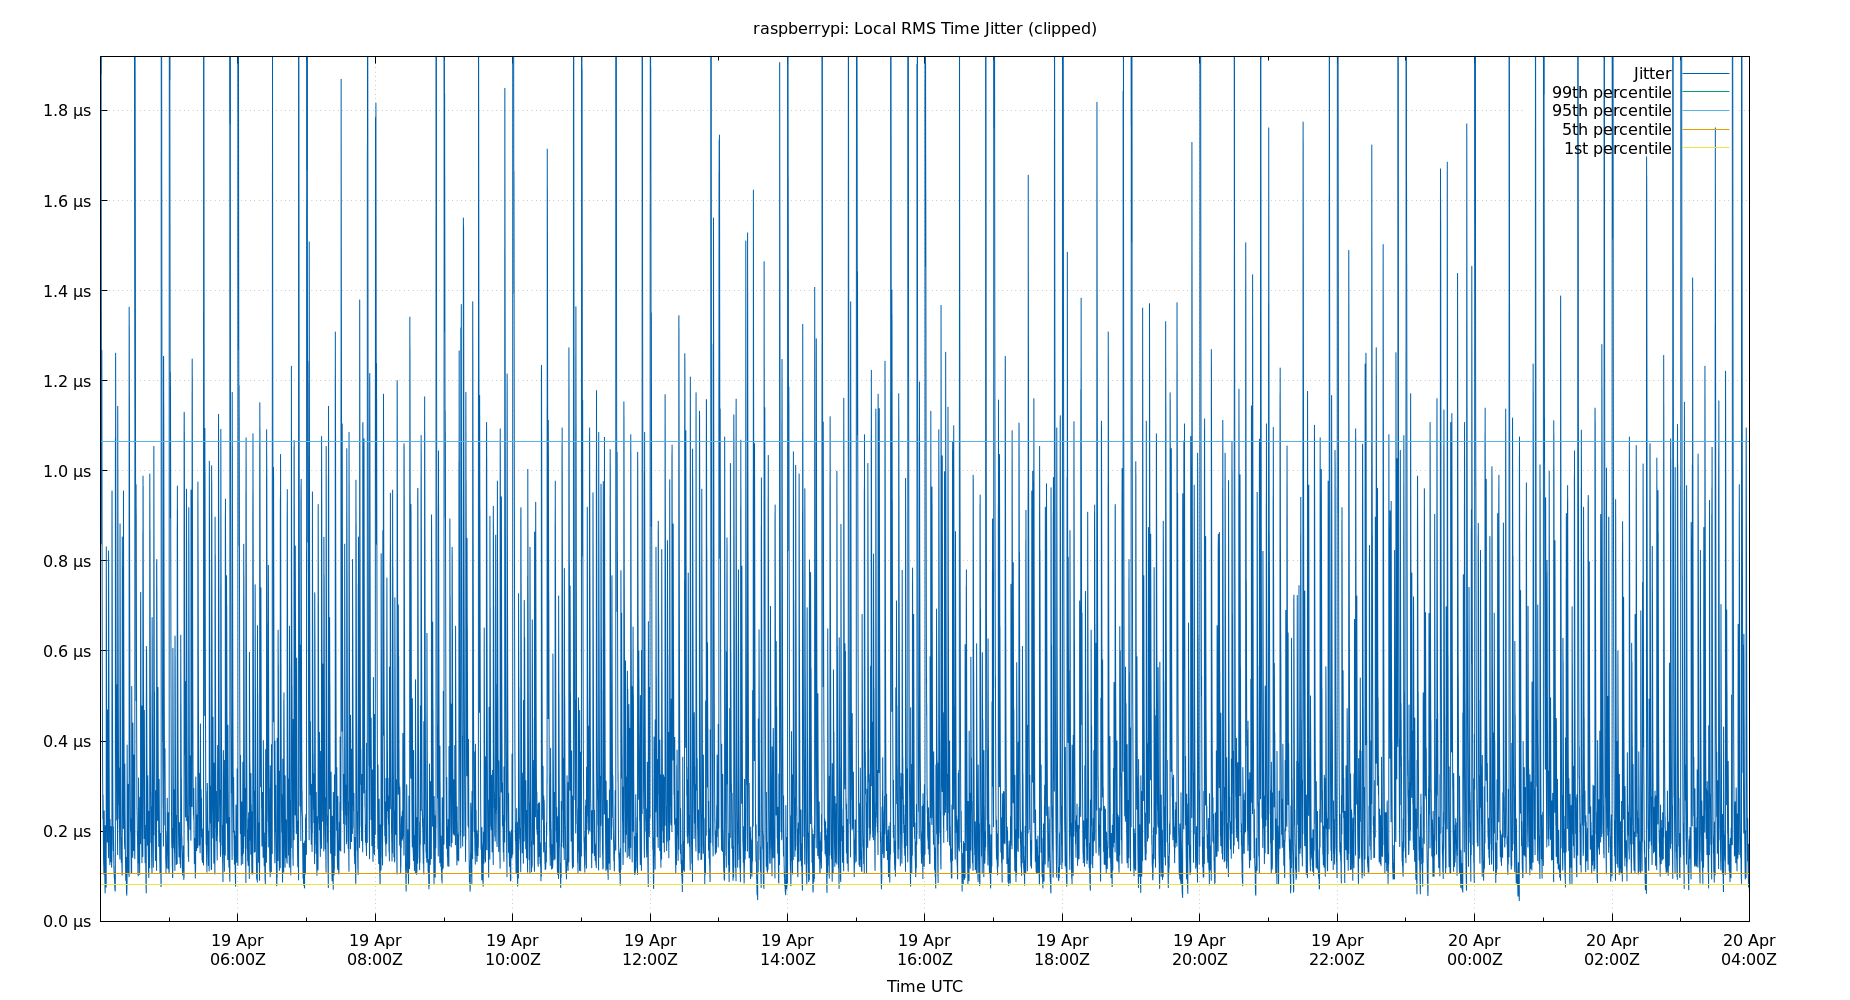 raspberrypi: Local RMS Time Jitter (clipped)
Jitter
99th percentile
95th percentile
5th percentile
1st percentile
1.8 µs
1.6 µs
1.4 µs
1.2 µs
1.0 µs
0.8 µs
0.6 µs
0.4 µs
0.2 µs
0.0 µs
19 Apr 19 Apr 19 Apr 19 Apr 19 Apr 19 Apr 19 Apr 19 Apr 19 Apr 20 Apr 20 Apr 20 Apr
06:00Z 08:00Z 10:00Z 12:00Z 14:00Z 16:00Z 18:00Z 20:00Z 22:00Z 00:00Z 02:00Z 04:00Z
Time UTC